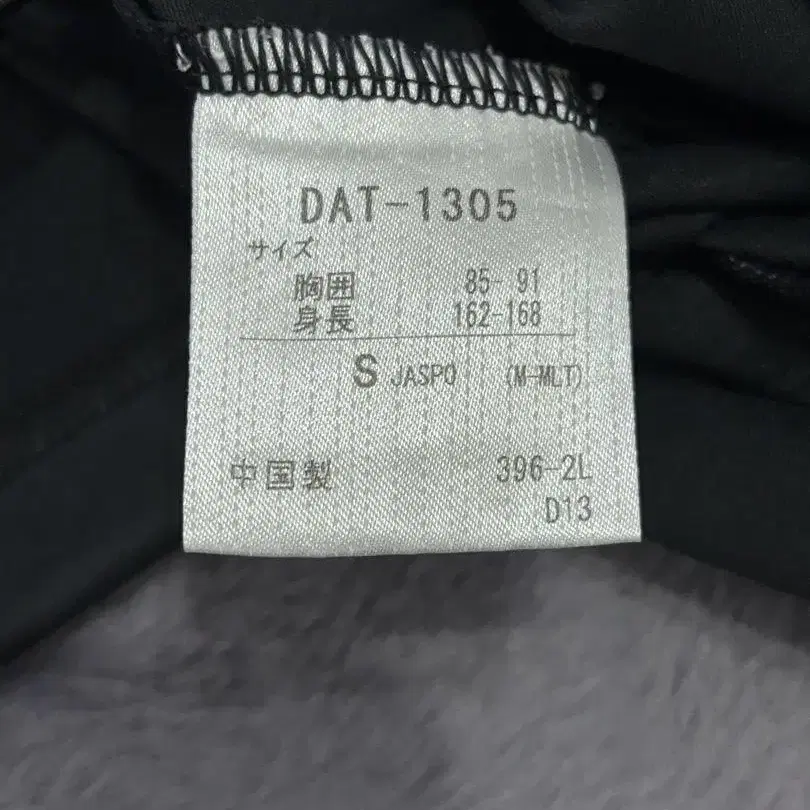 DAT-1305
サイズ
胸囲 85- 91
身長 162-168
S JASPO (M-MLT)
中国製 396-2L
D13